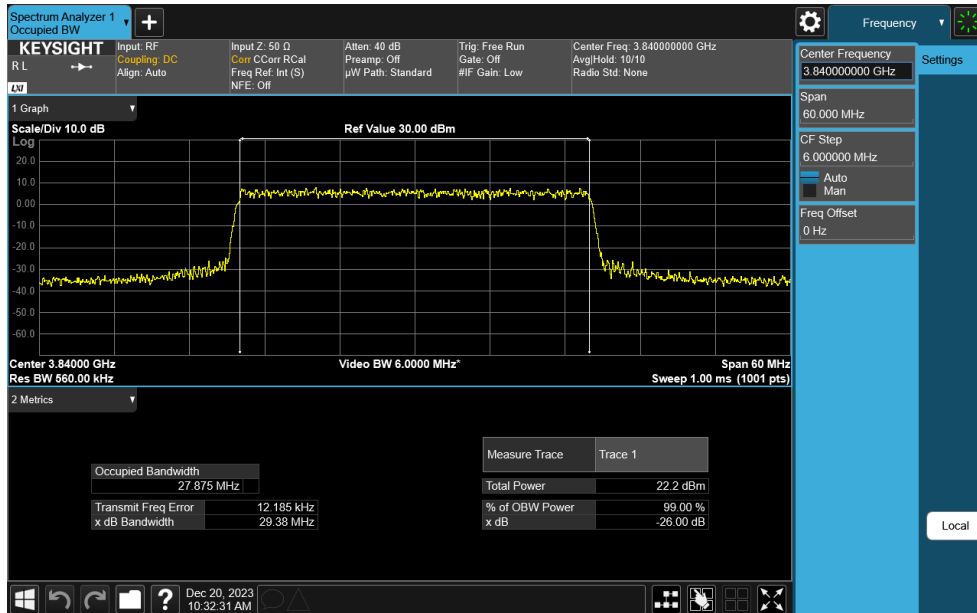 Spectrum Analyzer 1
Occupied BW
+
Frequency
KEYSIGHT
R L
LXI
Input: RF
Coupling: DC
Align: Auto
Input Z: 50 Ω
Corr CCorr RCal
Freq Ref: Int (S)
NFE: Off
Atten: 40 dB
Preamp: Off
µW Path: Standard
Trig: Free Run
Gate: Off
#IF Gain: Low
Center Freq: 3.840000000 GHz
Avg|Hold: 10/10
Radio Std: None
Center Frequency
3.840000000 GHz
Settings
Span
60.000 MHz
CF Step
6.000000 MHz
Auto
Man
Freq Offset
0 Hz
Local
1 Graph
Scale/Div 10.0 dB
Ref Value 30.00 dBm
Log
20.0
10.0
0.00
-10.0
-20.0
-30.0
-40.0
-50.0
-60.0
Center 3.84000 GHz
Video BW 6.0000 MHz*
Span 60 MHz
Res BW 560.00 kHz
Sweep 1.00 ms (1001 pts)
2 Metrics
Occupied Bandwidth
27.875 MHz
Transmit Freq Error 12.185 kHz
x dB Bandwidth 29.38 MHz
Measure Trace Trace 1
Total Power 22.2 dBm
% of OBW Power 99.00 %
x dB -26.00 dB
?
Dec 20, 2023
10:32:31 AM